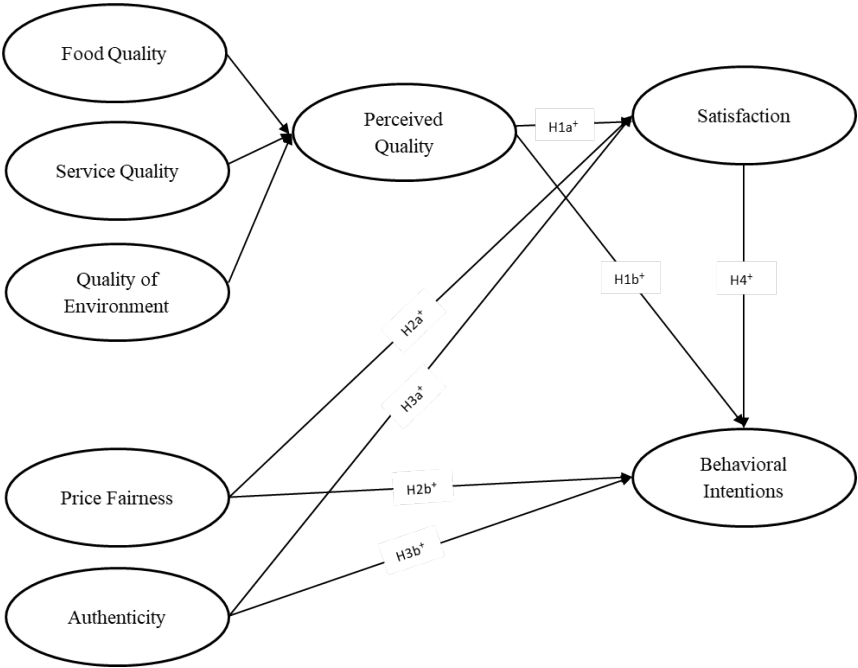 Food Quality
Service Quality
Quality of
Environment
Perceived
Quality
H1a+
Satisfaction
H1b+
H4+
H2a+
H3a+
Price Fairness
H2b+
Behavioral
Intentions
H3b+
Authenticity